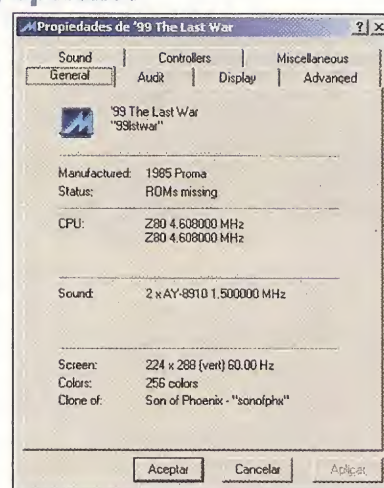 Propiedades de '99 The Last War
Sound Controllers Miscellaneous
General Audit Display Advanced
'99 The Last War
"99lstwar"
Manufactured: 1985 Proma
Status: ROMs missing
CPU: Z80 4.608000 MHz
Z80 4.608000 MHz
Sound: 2 x AY-8910 1.500000 MHz
Screen: 224 x 288 (vert) 60.00 Hz
Colors: 256 colors
Clone of: Son of Phoenix - "sonofphx"
Aceptar Cancelar Aplicar